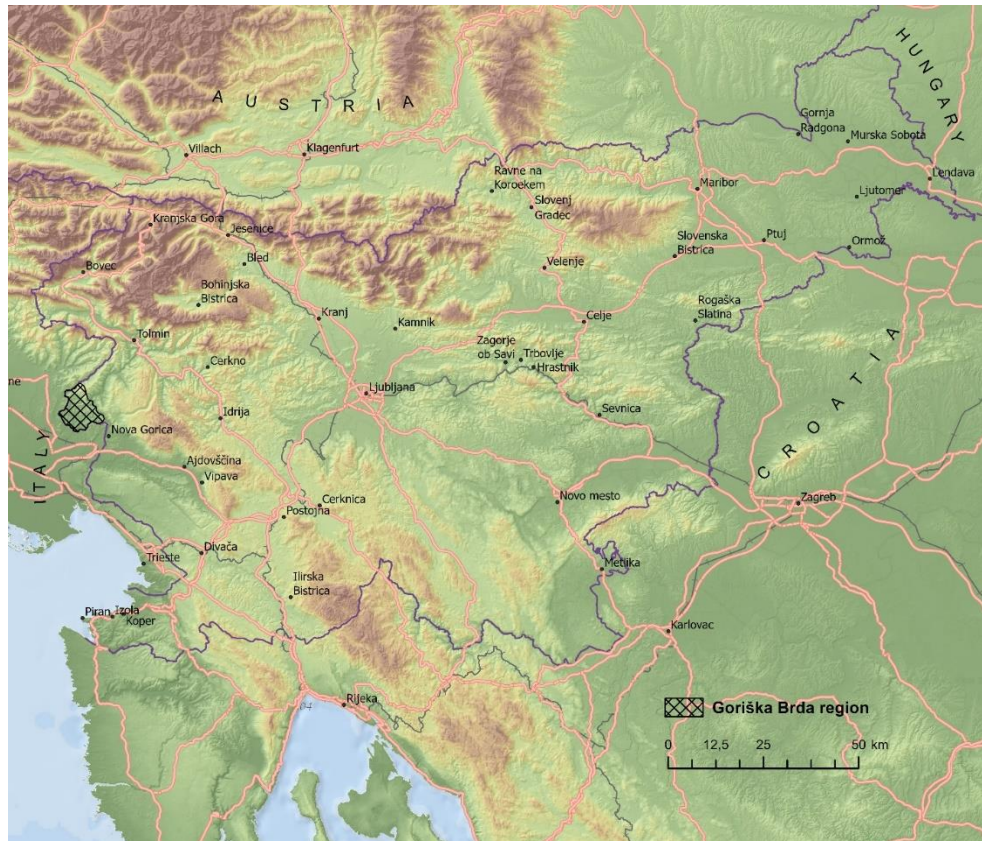 HUNGARY
AUSTRIA
Gornja
Radgona
Murska Sobota
Villach
Klagenfurt
Ravne na
Koroekem
Maribor
Lendava
Slovenj
Gradec
Ljutomer
Kramska Gora
Jesenice
Slovenska
Bistrica
Ptuj
Ormož
Bled
Bovec
Velenje
Bohinjska
Bistrica
Rogaška
Slatina
Kranj
Kamnik
Celje
Tolmin
Zagorje
ob Savi
Trbovlje
Hrastnik
Cerkno
ne
Ljubljana
CROATIA
Sevnica
Idrija
Nova Gorica
ITALY
Ajdovščina
Vipava
Novo mesto
Zagreb
Cerknica
Postojna
Divača
Trieste
Metlika
Ilirska
Bistrica
Piran
Izola
Koper
Karlovac
Rijeka
Goriška Brda region
0 12,5 25 50 km